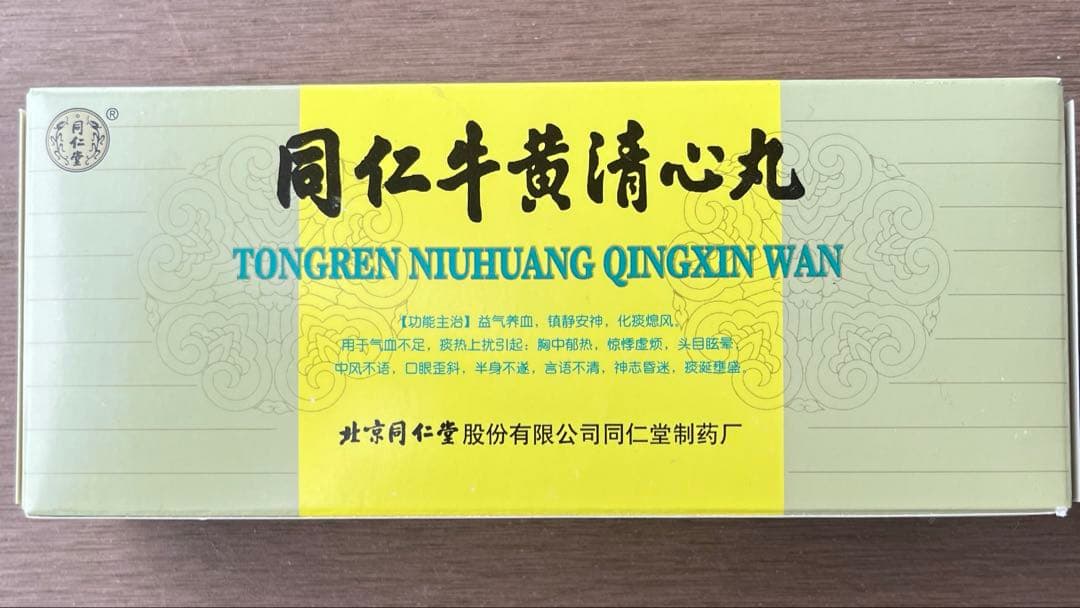 同仁堂
®
同仁牛黄清心丸
TONGREN NIUHUANG QINGXIN WAN
【功能主治】益气养血，镇静安神，化痰熄风。
用于气血不足，痰热上扰引起：胸中郁热，惊悸虚烦，头目眩晕，
中风不语，口眼歪斜，半身不遂，言语不清，神志昏迷，痰涎壅盛。
北京同仁堂股份有限公司同仁堂制药厂